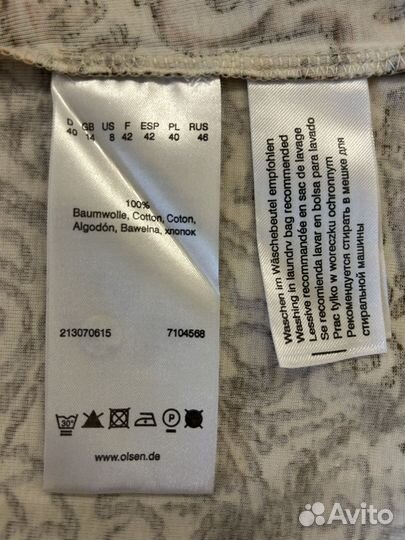 D GB US F ESP PL RUS
40 14 8 42 42 40 46
100%
Baumwolle, Cotton, Coton,
Algodón, Bawełna, хлопок
213070615 7104568
30°
P
www.olsen.de
Waschen im Wäschebeutel empfohlen
Washing in laundry bag recommended
Lessive recommandée en sac de lavage
Se recomienda lavar en bolsa para lavado
Prac tylko w woreczku ochronnym
Рекомендуется стирать в мешке для
стиральной машины
Avito